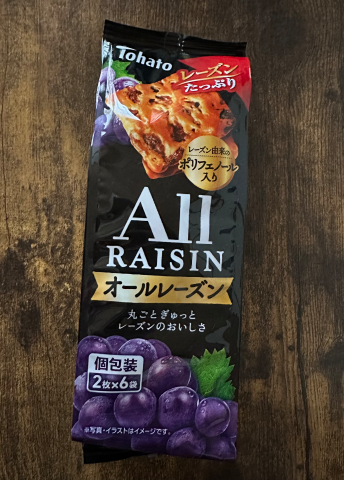 Tohato
レーズン
たっぷり
レーズン由来の
ポリフェノール
入り
All
RAISIN
オールレーズン
丸ごとぎゅっと
レーズンのおいしさ
個包装
2枚×6袋
※写真・イラストはイメージです。